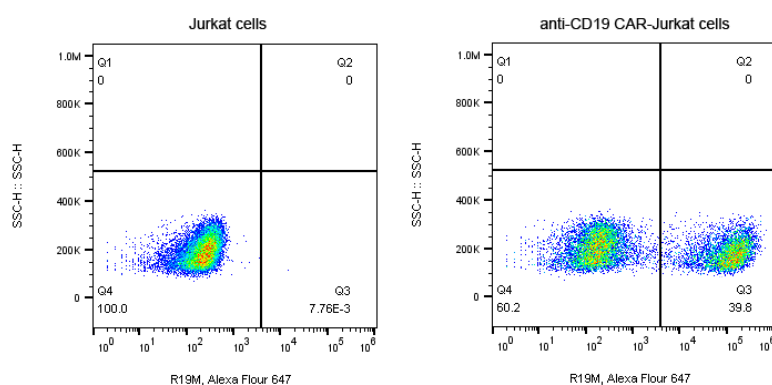 Jurkat cells
1.0M
800K
600K
400K
200K
0
Q1
0
Q2
0
Q4
100.0
Q3
7.76E-3
10^0 10^1 10^2 10^3 10^4 10^5 10^6
SSC-H :: SSC-H
R19M, Alexa Flour 647
anti-CD19 CAR-Jurkat cells
1.0M
800K
600K
400K
200K
0
Q1
0
Q2
0
Q4
60.2
Q3
39.8
10^0 10^1 10^2 10^3 10^4 10^5 10^6
SSC-H :: SSC-H
R19M, Alexa Flour 647